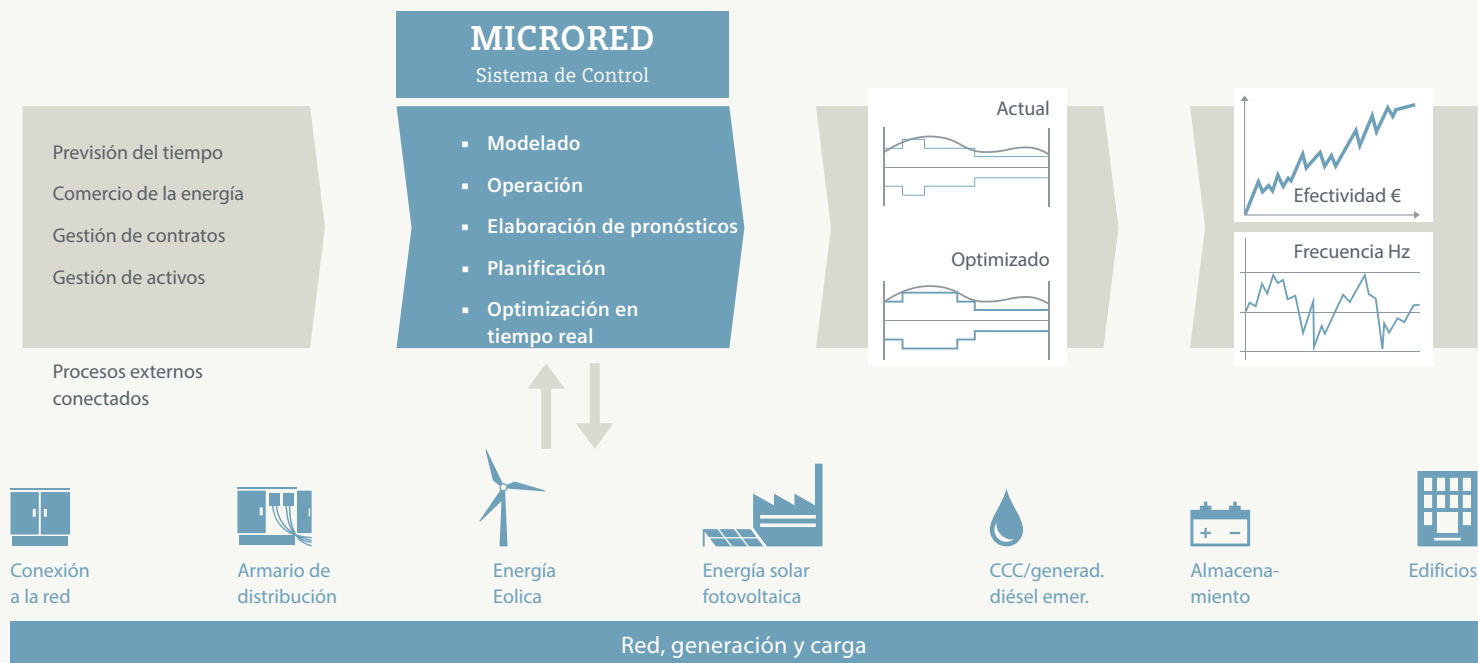 MICRORED
Sistema de Control
Previsión del tiempo
Comercio de la energía
Gestión de contratos
Gestión de activos
Procesos externos
conectados
▪ Modelado
▪ Operación
▪ Elaboración de pronósticos
▪ Planificación
▪ Optimización en
tiempo real
Actual
Optimizado
Efectividad €
Frecuencia Hz
Conexión
a la red
Armario de
distribución
Energía
Eolica
Energía solar
fotovoltaica
CCC/generad.
diésel emer.
+ −
Almacena-
miento
Edificios
Red, generación y carga